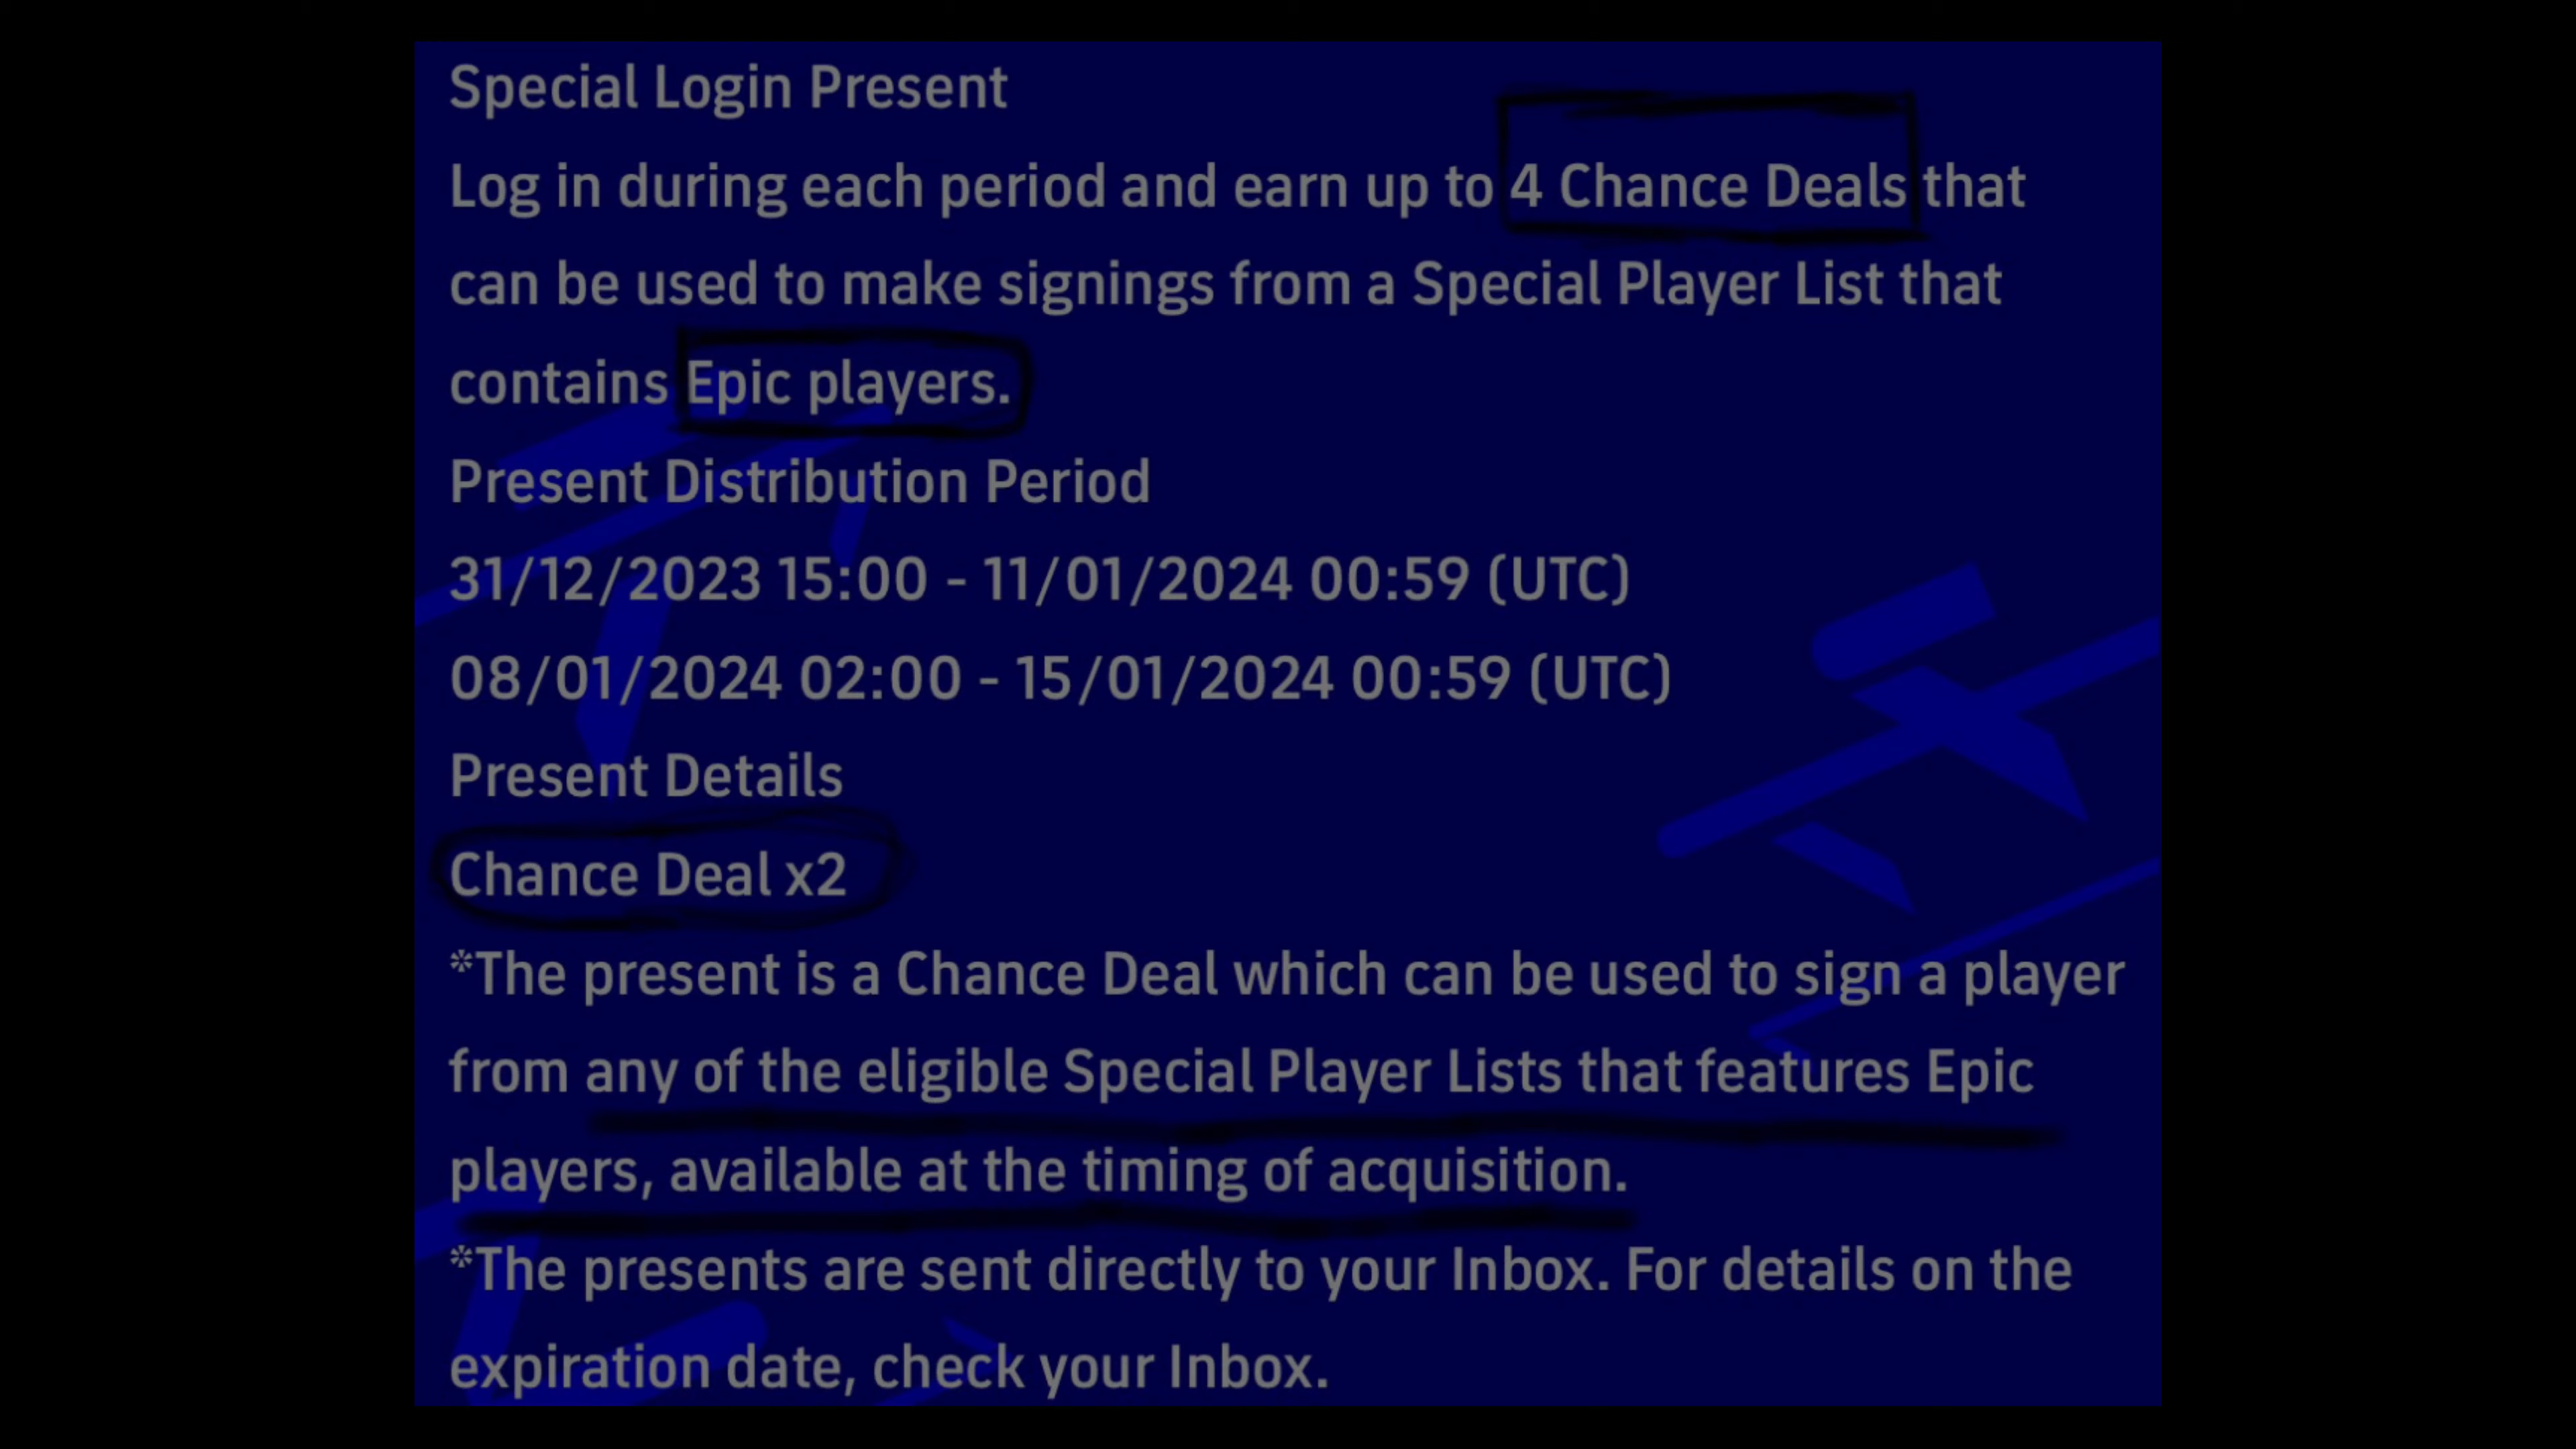 Special Login Present
Log in during each period and earn up to 4 Chance Deals that
can be used to make signings from a Special Player List that
contains Epic players.
Present Distribution Period
31/12/2023 15:00 - 11/01/2024 00:59 (UTC)
08/01/2024 02:00 - 15/01/2024 00:59 (UTC)
Present Details
Chance Deal x2
*The present is a Chance Deal which can be used to sign a player
from any of the eligible Special Player Lists that features Epic
players, available at the timing of acquisition.
*The presents are sent directly to your Inbox. For details on the
expiration date, check your Inbox.